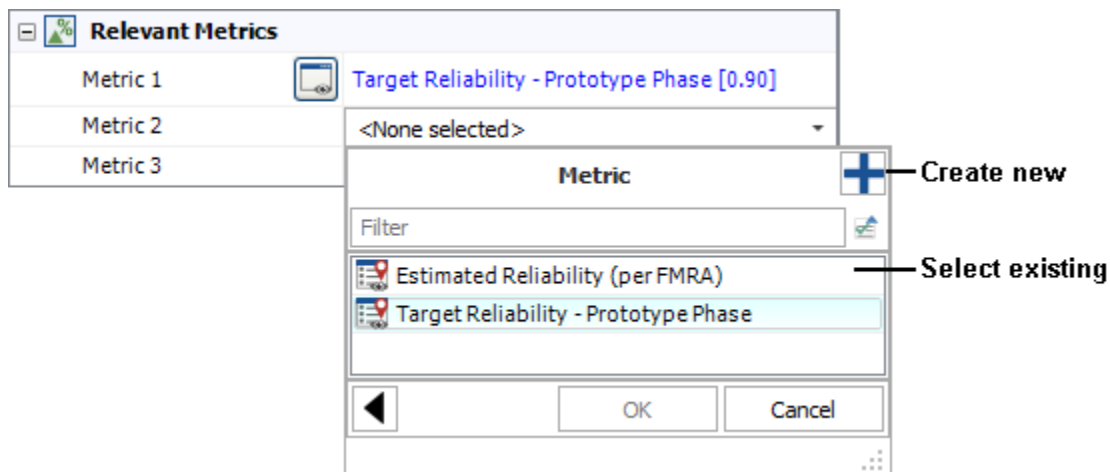 Relevant Metrics
Metric 1 Target Reliability - Prototype Phase [0.90]
Metric 2 <None selected>
Metric 3
Metric
Create new
Filter
Estimated Reliability (per FMRA)
Select existing
Target Reliability - Prototype Phase
OK Cancel